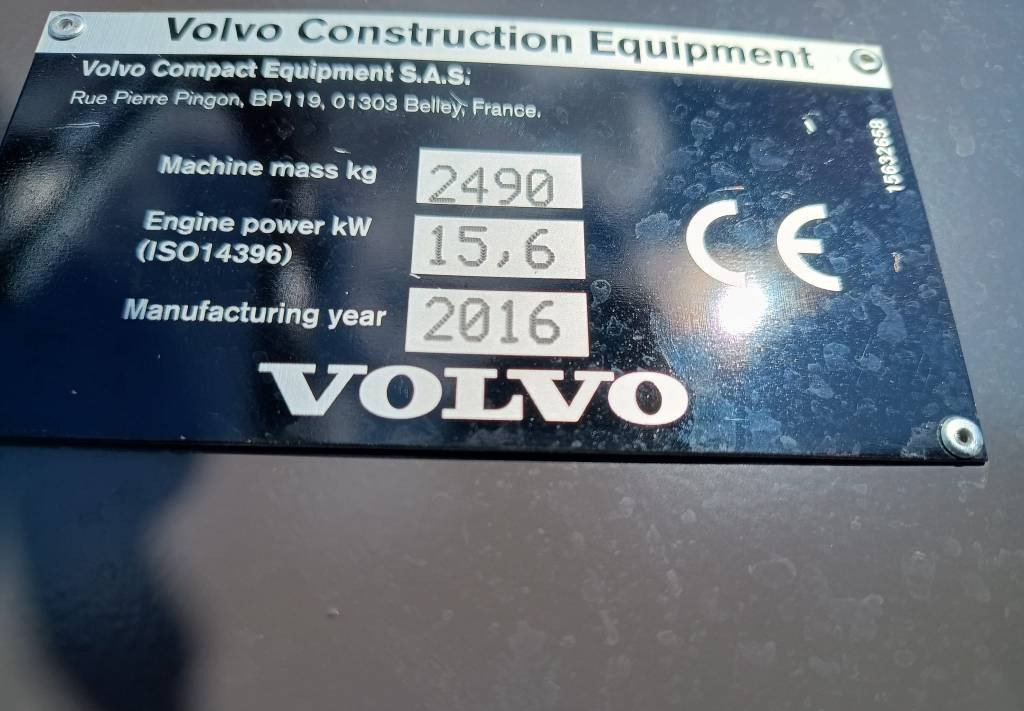 Volvo Construction Equipment
Volvo Compact Equipment S.A.S.
Rue Pierre Pingon, BP119, 01303 Belley, France.
Machine mass kg 2490
Engine power kW 15,6
(ISO14396)
Manufacturing year 2016
VOLVO
CE
15632658